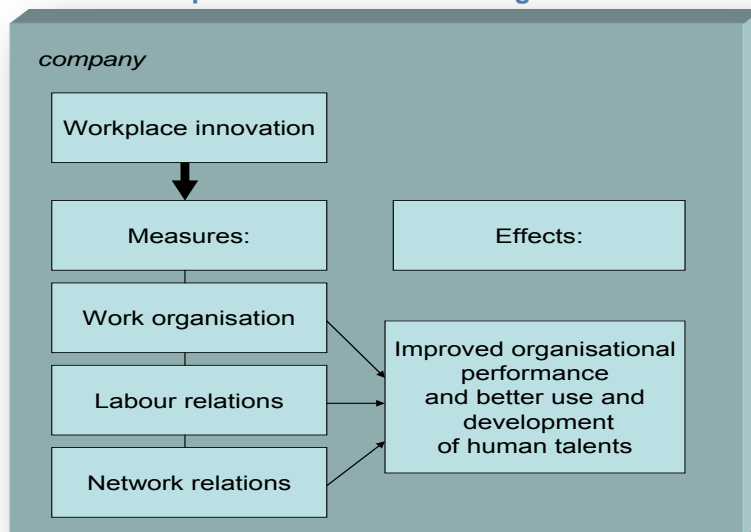 company
Workplace innovation
Measures:
Effects:
Work organisation
Labour relations
Network relations
Improved organisational
performance
and better use and
development
of human talents